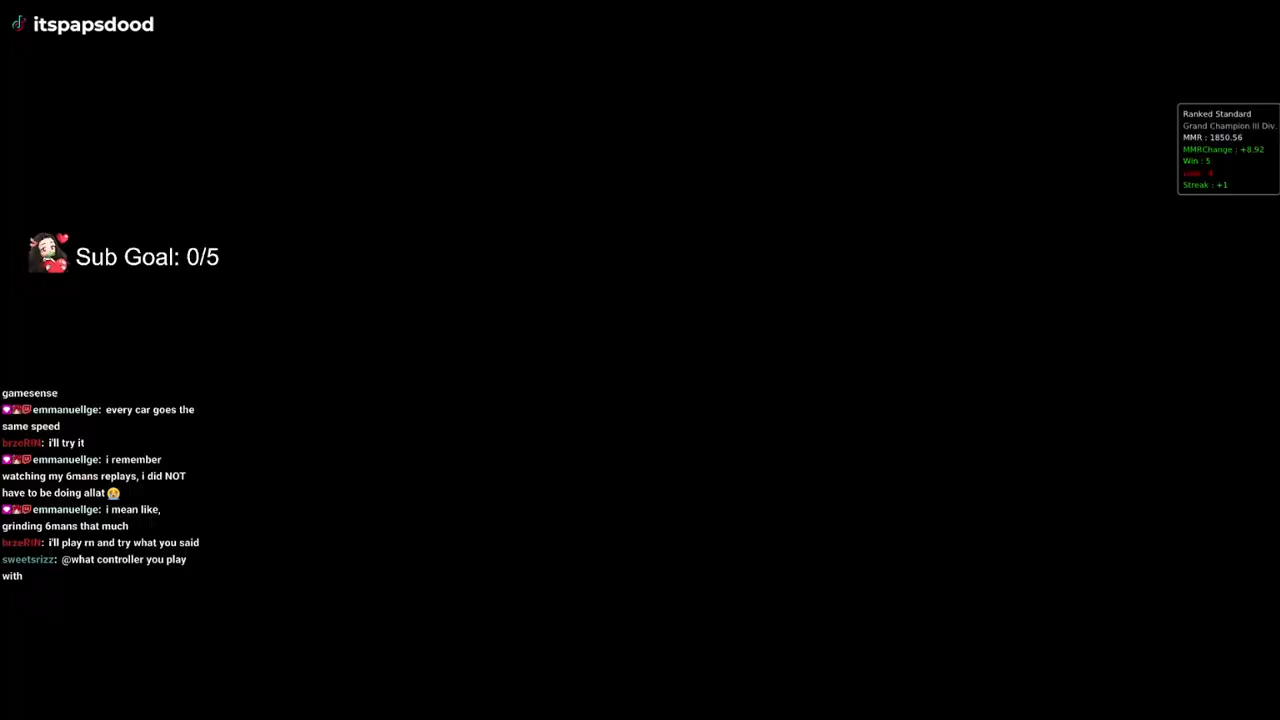 itspapsdood
Ranked Standard
Grand Champion III Div.
MMR : 1850.56
MMRChange : +8.92
Win : 5
4
Streak : +1
Sub Goal: 0/5
gamesense
emmanuellge: every car goes the
same speed
brzeRIN: i'll try it
emmanuellge: i remember
watching my 6mans replays, i did NOT
have to be doing allat
emmanuellge: i mean like,
grinding 6mans that much
brzeRIN: i'll play rn and try what you said
sweetsrizz: @what controller you play
with